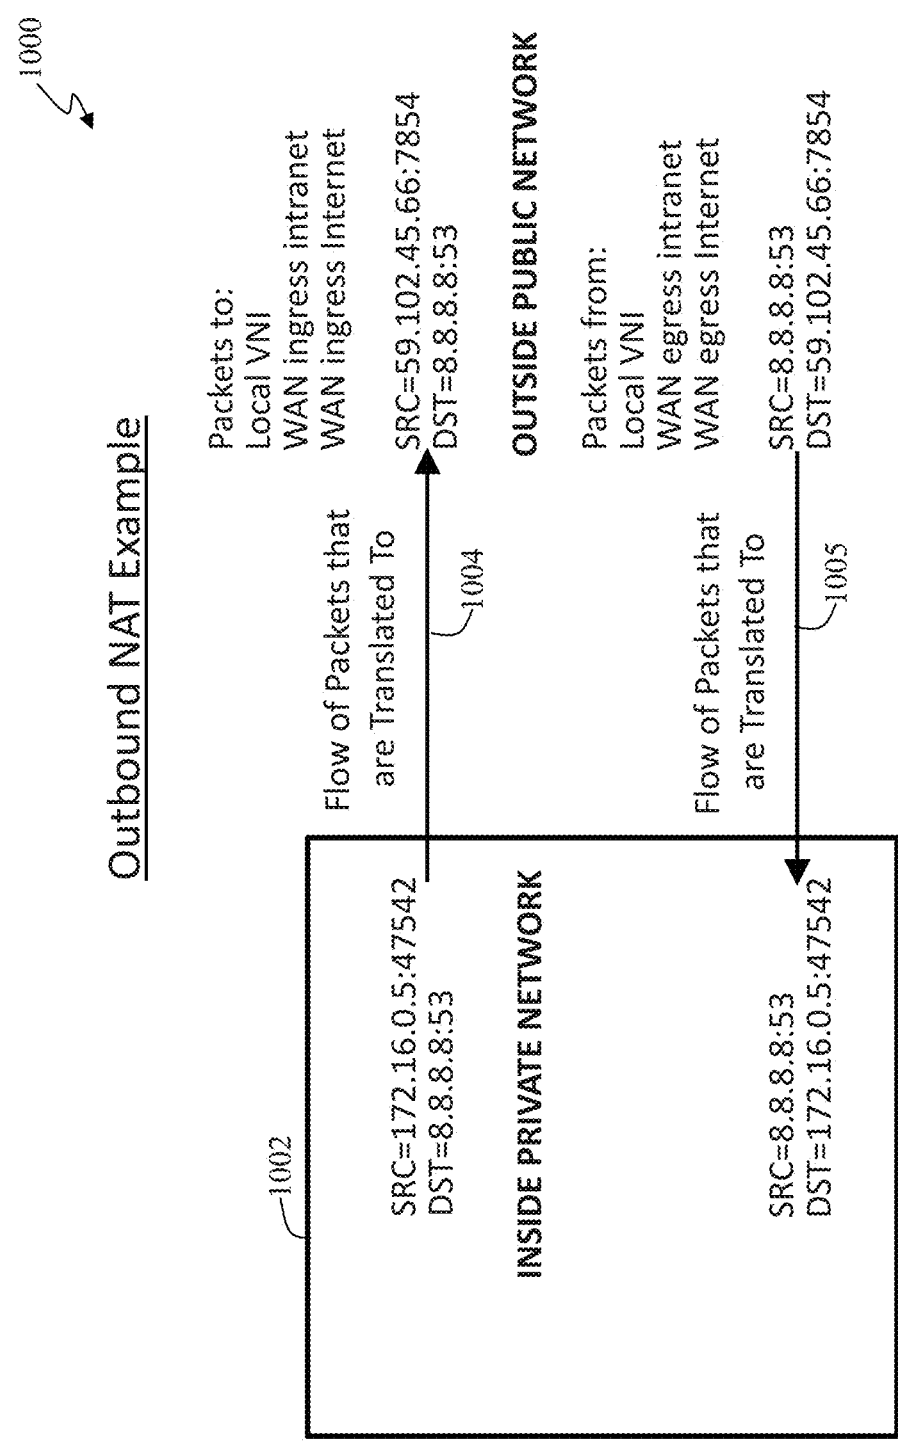 1000
Outbound NAT Example
Packets to:
Local VNI
WAN ingress intranet
WAN ingress Internet
Flow of Packets that
are Translated To
SRC=59.102.45.66:7854
DST=8.8.8.8:53
1004
1002
SRC=172.16.0.5:47542
DST=8.8.8.8:53
INSIDE PRIVATE NETWORK
OUTSIDE PUBLIC NETWORK
Packets from:
Local VNI
WAN egress intranet
WAN egress Internet
Flow of Packets that
are Translated To
SRC=8.8.8.8:53
DST=59.102.45.66:7854
1005
SRC=8.8.8.8:53
DST=172.16.0.5:47542